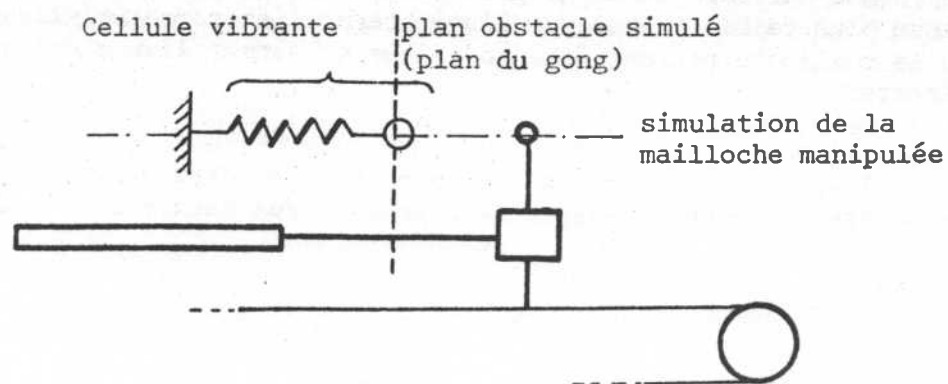 Cellule vibrante
plan obstacle simulé
(plan du gong)
simulation de la
mailloche manipulée